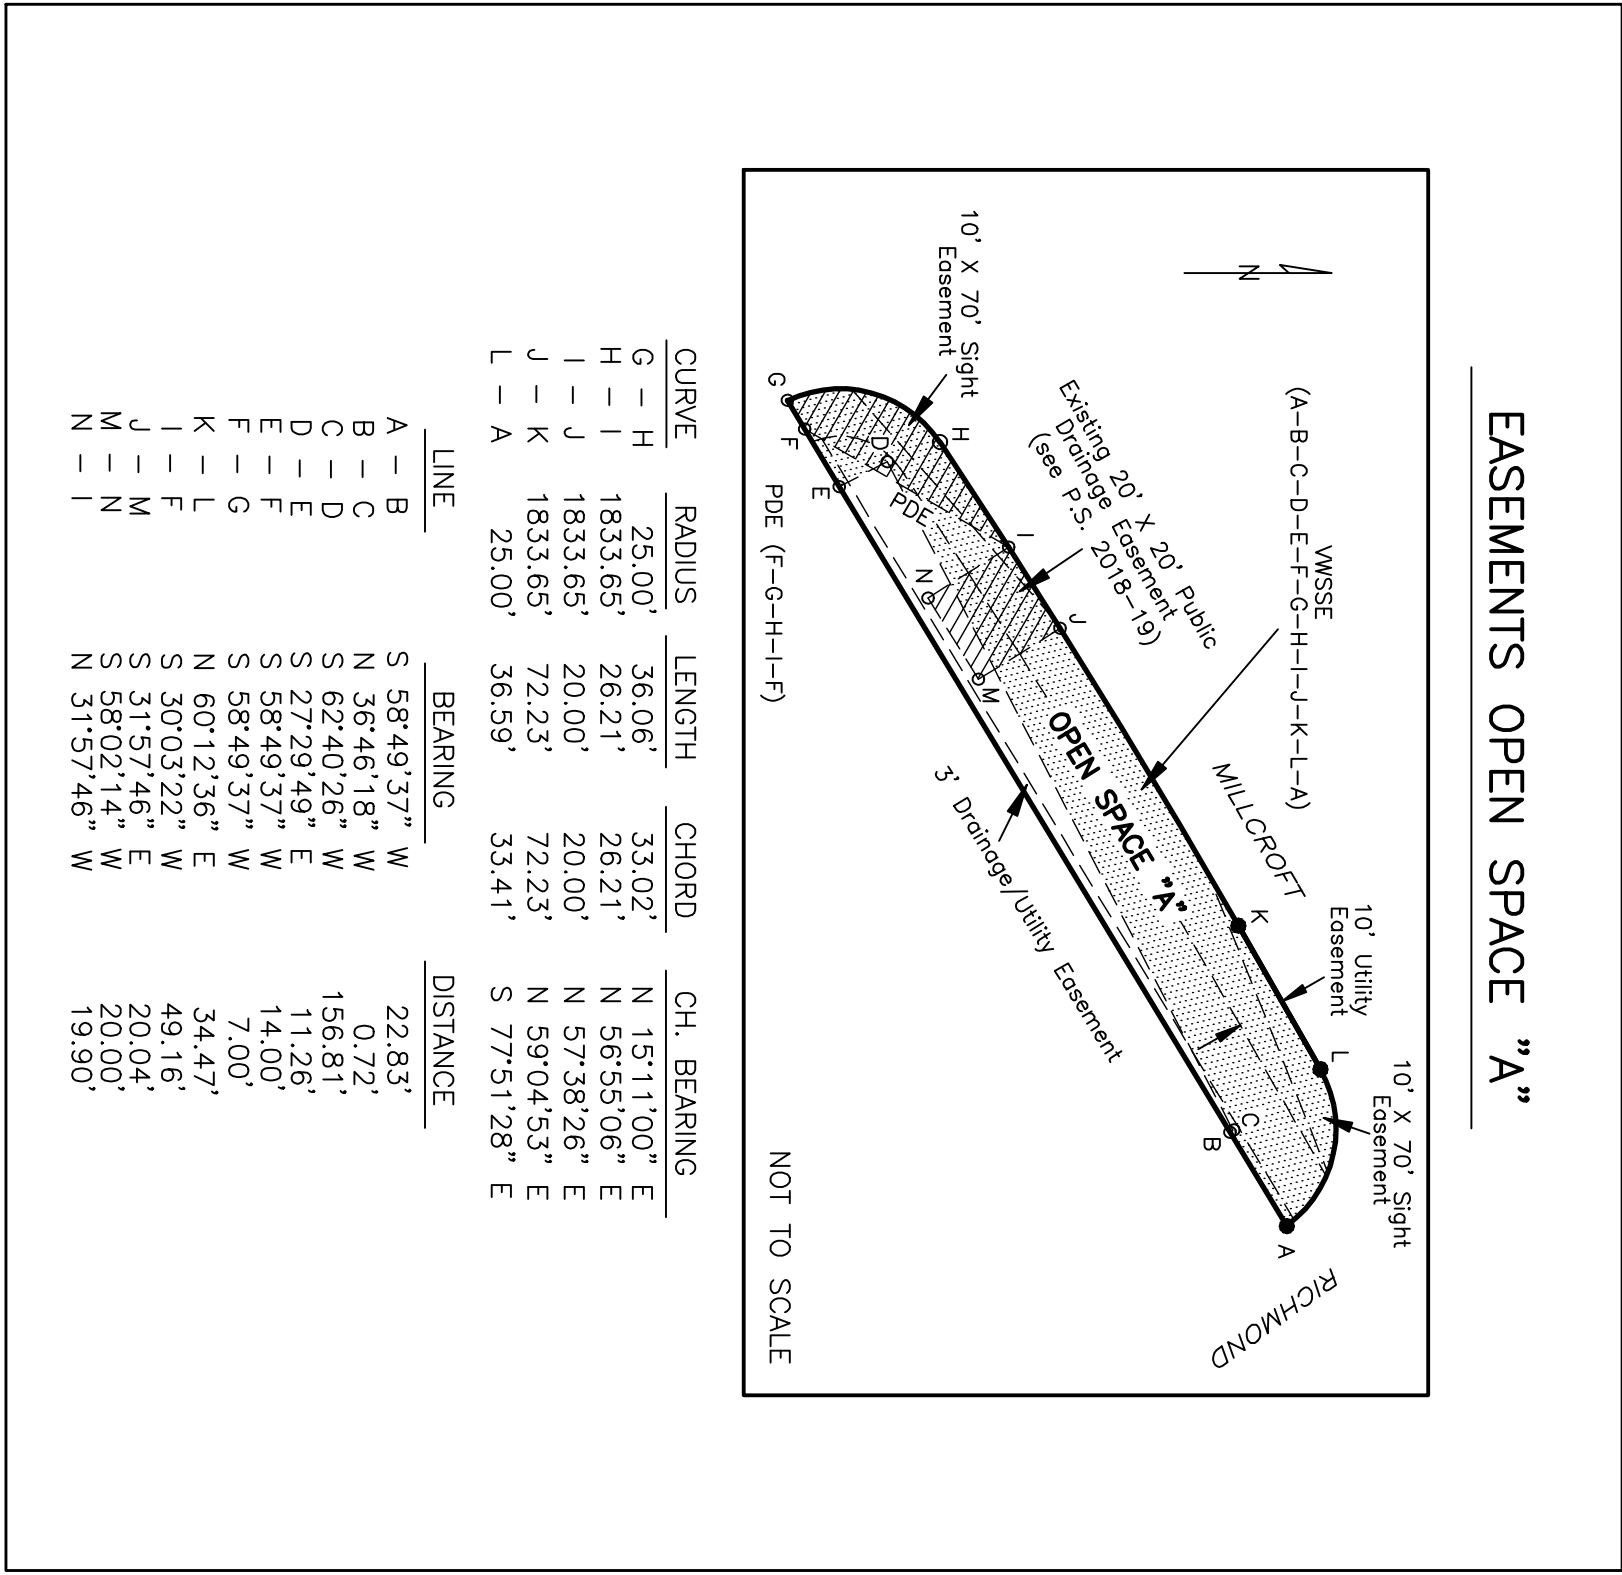 EASEMENTS OPEN SPACE "A"
VWSSE
(A-B-C-D-E-F-G-H-I-J-K-L-A)
10' X 70' Sight
Easement
10' Utility
Easement
MILLCROFT
RICHMOND
N
Existing 20' X 20' Public
Drainage Easement
(see P.S. 2018-19)
10' X 70' Sight
Easement
OPEN SPACE "A"
3' Drainage/Utility Easement
PDE
PDE (F-G-H-I-F)
A
B
C
D
E
F
G
H
I
J
K
L
M
N
NOT TO SCALE
CURVE RADIUS LENGTH CHORD CH. BEARING
G - H 25.00' 36.06' 33.02' N 15°11'00" E
H - I 1833.65' 26.21' 26.21' N 56°55'06" E
I - J 1833.65' 20.00' 20.00' N 57°38'26" E
J - K 1833.65' 72.23' 72.23' N 59°04'53" E
L - A 25.00' 36.59' 33.41' S 77°51'28" E
LINE BEARING DISTANCE
A - B S 58°49'37" W 22.83'
B - C N 36°46'18" W 0.72'
C - D S 62°40'26" W 156.81'
D - E S 27°29'49" E 11.26'
E - F S 58°49'37" W 14.00'
F - G S 58°49'37" W 7.00'
K - L N 60°12'36" E 34.47'
I - F S 30°03'22" W 49.16'
J - M S 31°57'46" E 20.04'
M - N S 58°02'14" W 20.00'
N - I N 31°57'46" W 19.90'